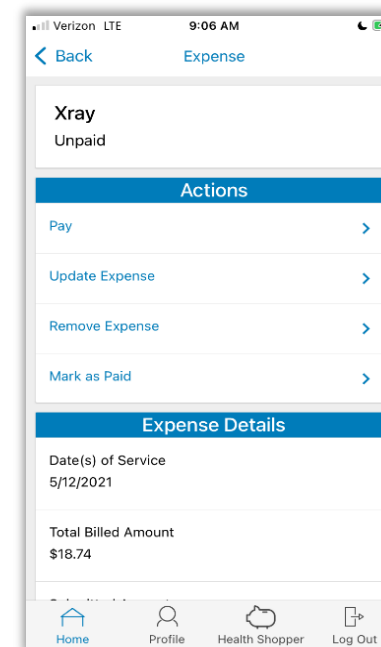 Verizon LTE 9:06 AM
Back Expense
Xray
Unpaid
Actions
Pay
Update Expense
Remove Expense
Mark as Paid
Expense Details
Date(s) of Service
5/12/2021
Total Billed Amount
$18.74
Home Profile Health Shopper Log Out